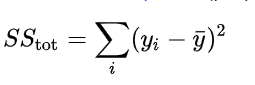 SS_tot = ∑_i (y_i − ȳ)²